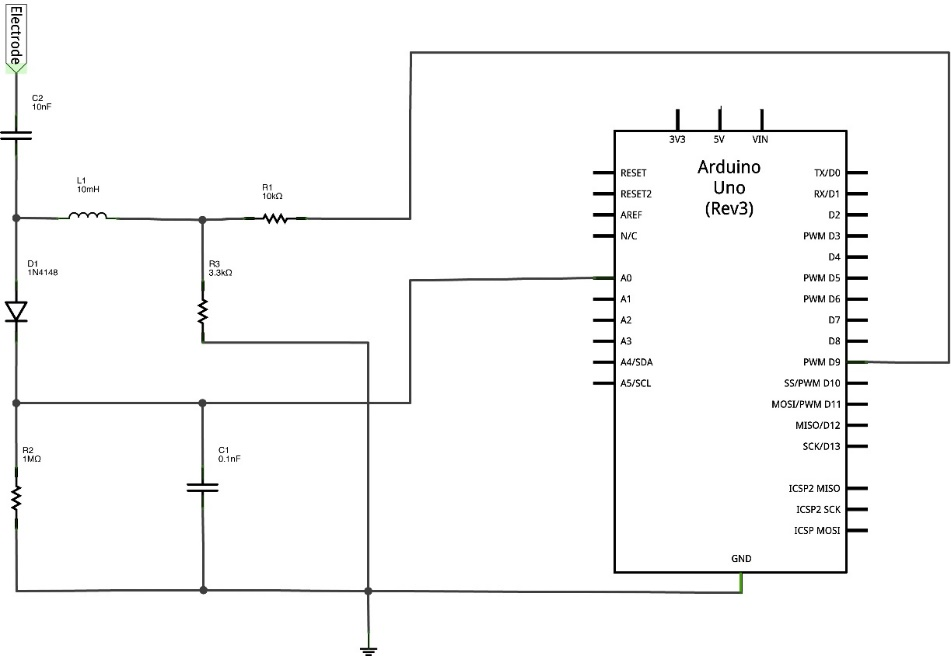 Electrode
C2
10nF
L1
10mH
R1
10kΩ
D1
1N4148
R3
3.3kΩ
R2
1MΩ
C1
0.1nF
3V3 5V VIN
Arduino
Uno
(Rev3)
RESET
RESET2
AREF
N/C
A0
A1
A2
A3
A4/SDA
A5/SCL
TX/D0
RX/D1
D2
PWM D3
D4
PWM D5
PWM D6
D7
D8
PWM D9
SS/PWM D10
MOSI/PWM D11
MISO/D12
SCK/D13
ICSP2 MISO
ICSP2 SCK
ICSP MOSI
GND